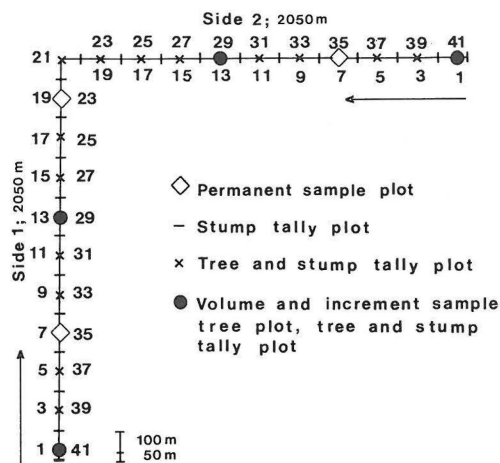 Side 2; 2050 m
21 23 25 27 29 31 33 35 37 39 41
19 17 15 13 11 9 7 5 3 1
19 23
17 25
15 27
13 29
11 31
9 33
7 35
5 37
3 39
1 41
Side 1; 2050 m
Permanent sample plot
Stump tally plot
Tree and stump tally plot
Volume and increment sample
tree plot, tree and stump
tally plot
100 m
50 m